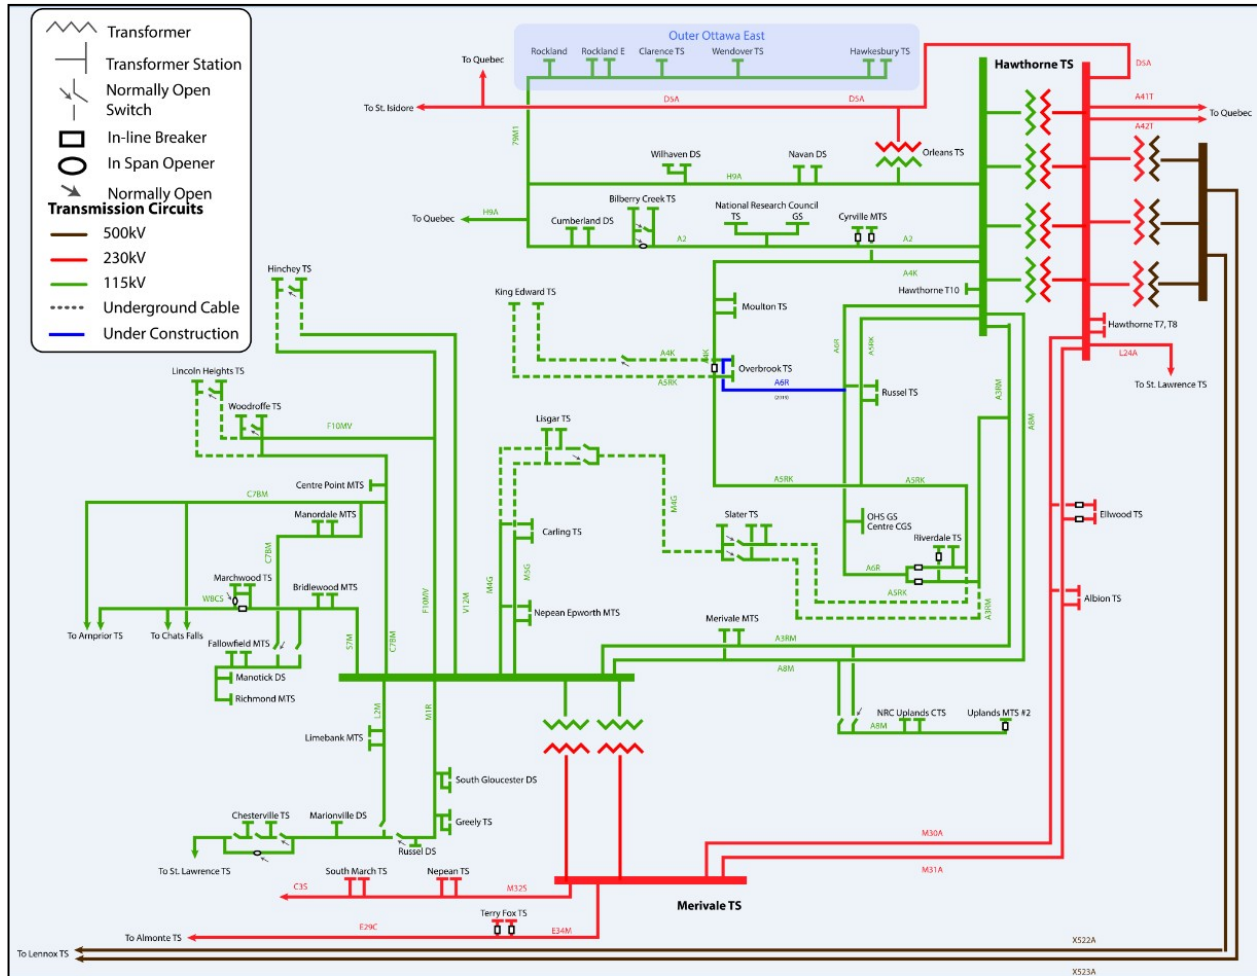 Transformer
Transformer Station
Normally Open
Switch
In-line Breaker
In Span Opener
Normally Open
Transmission Circuits
500kV
230kV
115kV
Underground Cable
Under Construction
Outer Ottawa East
Rockland
Rockland E
Clarence TS
Wendover TS
Hawkesbury TS
To Quebec
To St. Isidore
D5A
D5A
Hawthorne TS
D5A
A41T
To Quebec
A42T
79M1
Orleans TS
Wilhaven DS
Navan DS
H9A
Bilberry Creek TS
National Research Council
TS
GS
Cyrville MTS
To Quebec
H9A
Cumberland DS
A2
A2
A4K
Hinchey TS
King Edward TS
Hawthorne T10
Moulton TS
Hawthorne T7, T8
L24A
To St. Lawrence TS
A4K
A4K
A5RK
Overbrook TS
A6R
A6R
A5RK
Russel TS
A3RM
A8M
Lincoln Heights TS
Woodroffe TS
F10MV
Lisgar TS
Centre Point MTS
C7BM
Manordale MTS
C7BM
M4G
A5RK
A5RK
Slater TS
OHS GS
Centre CGS
Riverdale TS
Ellwood TS
Carling TS
M4G
M5G
F10MV
V12M
Marchwood TS
Bridlewood MTS
W8CS
A6R
A5RK
A3RM
Albion TS
Nepean Epworth MTS
To Arnprior TS
To Chats Falls
S7M
C7BM
Merivale MTS
A3RM
A8M
Fallowfield MTS
Manotick DS
Richmond MTS
L2M
M1R
Limebank MTS
NRC Uplands CTS
Uplands MTS #2
A8M
South Gloucester DS
Chesterville TS
Marionville DS
Greely TS
Russel DS
To St. Lawrence TS
M30A
M31A
South March TS
Nepean TS
C3S
M32S
Merivale TS
Terry Fox TS
F29C
E34M
To Almonte TS
To Lennox TS
X522A
X523A